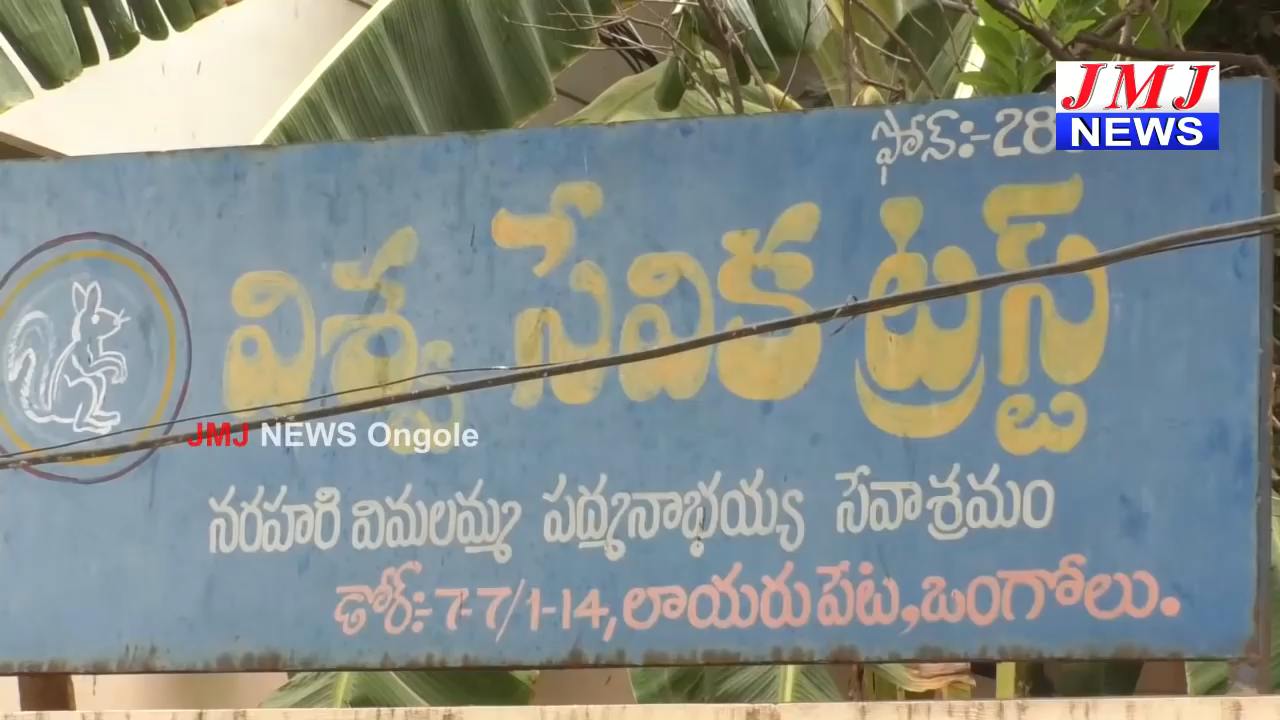 JMJ
NEWS
ఫోన్:-28
విశ్వ సేవిక ట్రస్ట్
JMJ NEWS Ongole
నరహరి విమలమ్మ పద్మనాభయ్య సేవాశ్రమం
డోర్:-7-7/1-14, లాయరుపేట, ఒంగోలు.